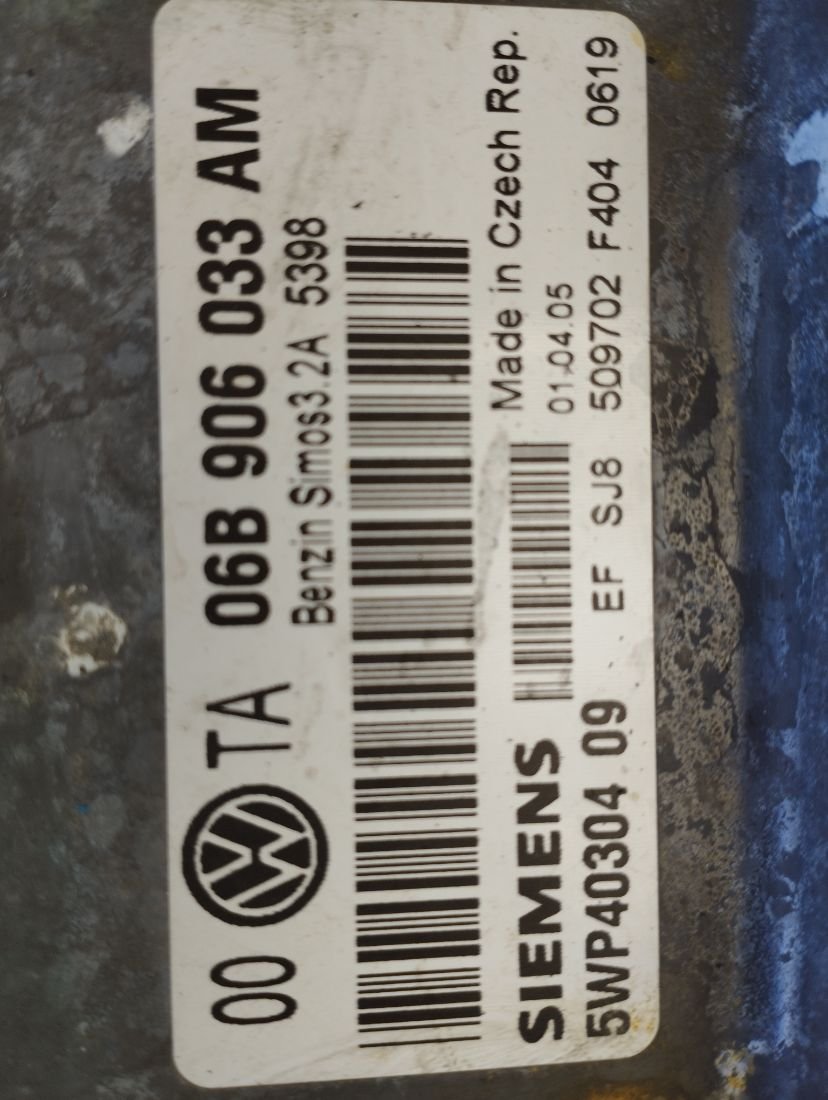 00 VW TA 06B 906 033 AM
Benzin Simos3.2A 5398
SIEMENS Made in Czech Rep.
01.04.05
5WP40304 09 EF SJ8 509702 F404 0619